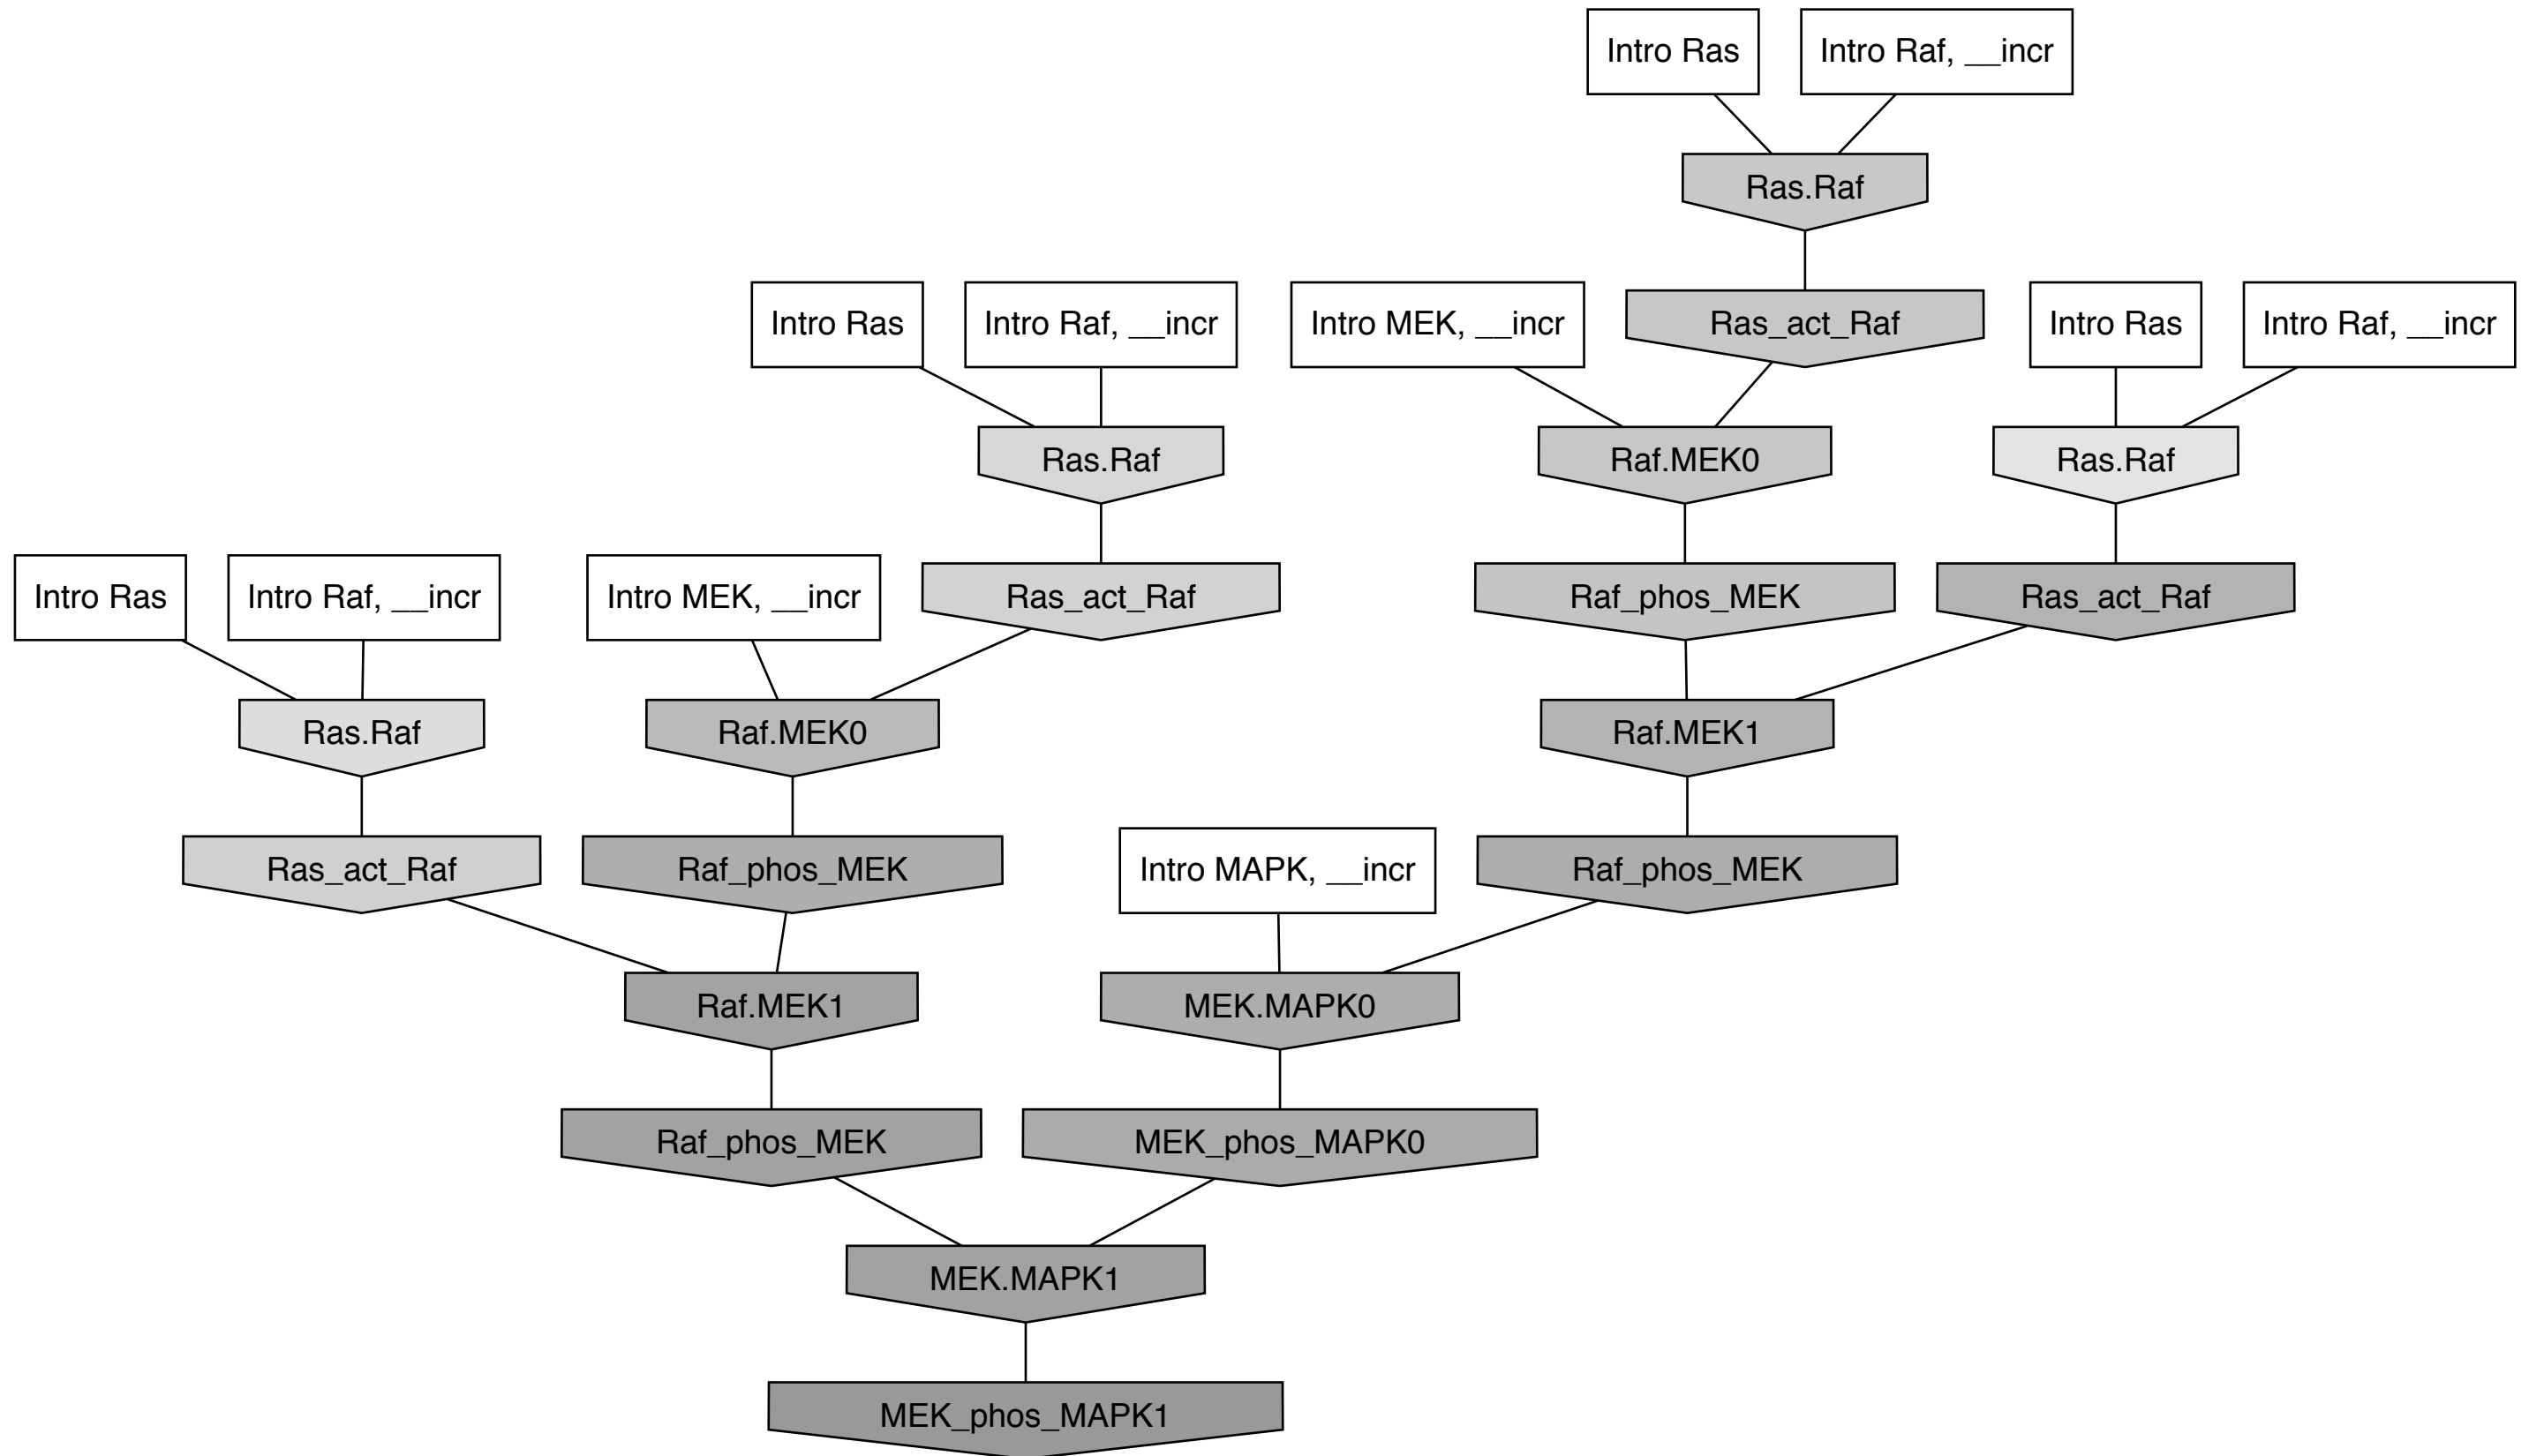 Intro Ras
Intro Raf, __incr
Ras.Raf
Intro Ras
Intro Raf, __incr
Intro MEK, __incr
Ras_act_Raf
Intro Ras
Intro Raf, __incr
Ras.Raf
Raf.MEK0
Ras.Raf
Intro Ras
Intro Raf, __incr
Intro MEK, __incr
Ras_act_Raf
Raf_phos_MEK
Ras_act_Raf
Ras.Raf
Raf.MEK0
Raf.MEK1
Ras_act_Raf
Raf_phos_MEK
Intro MAPK, __incr
Raf_phos_MEK
Raf.MEK1
MEK.MAPK0
Raf_phos_MEK
MEK_phos_MAPK0
MEK.MAPK1
MEK_phos_MAPK1